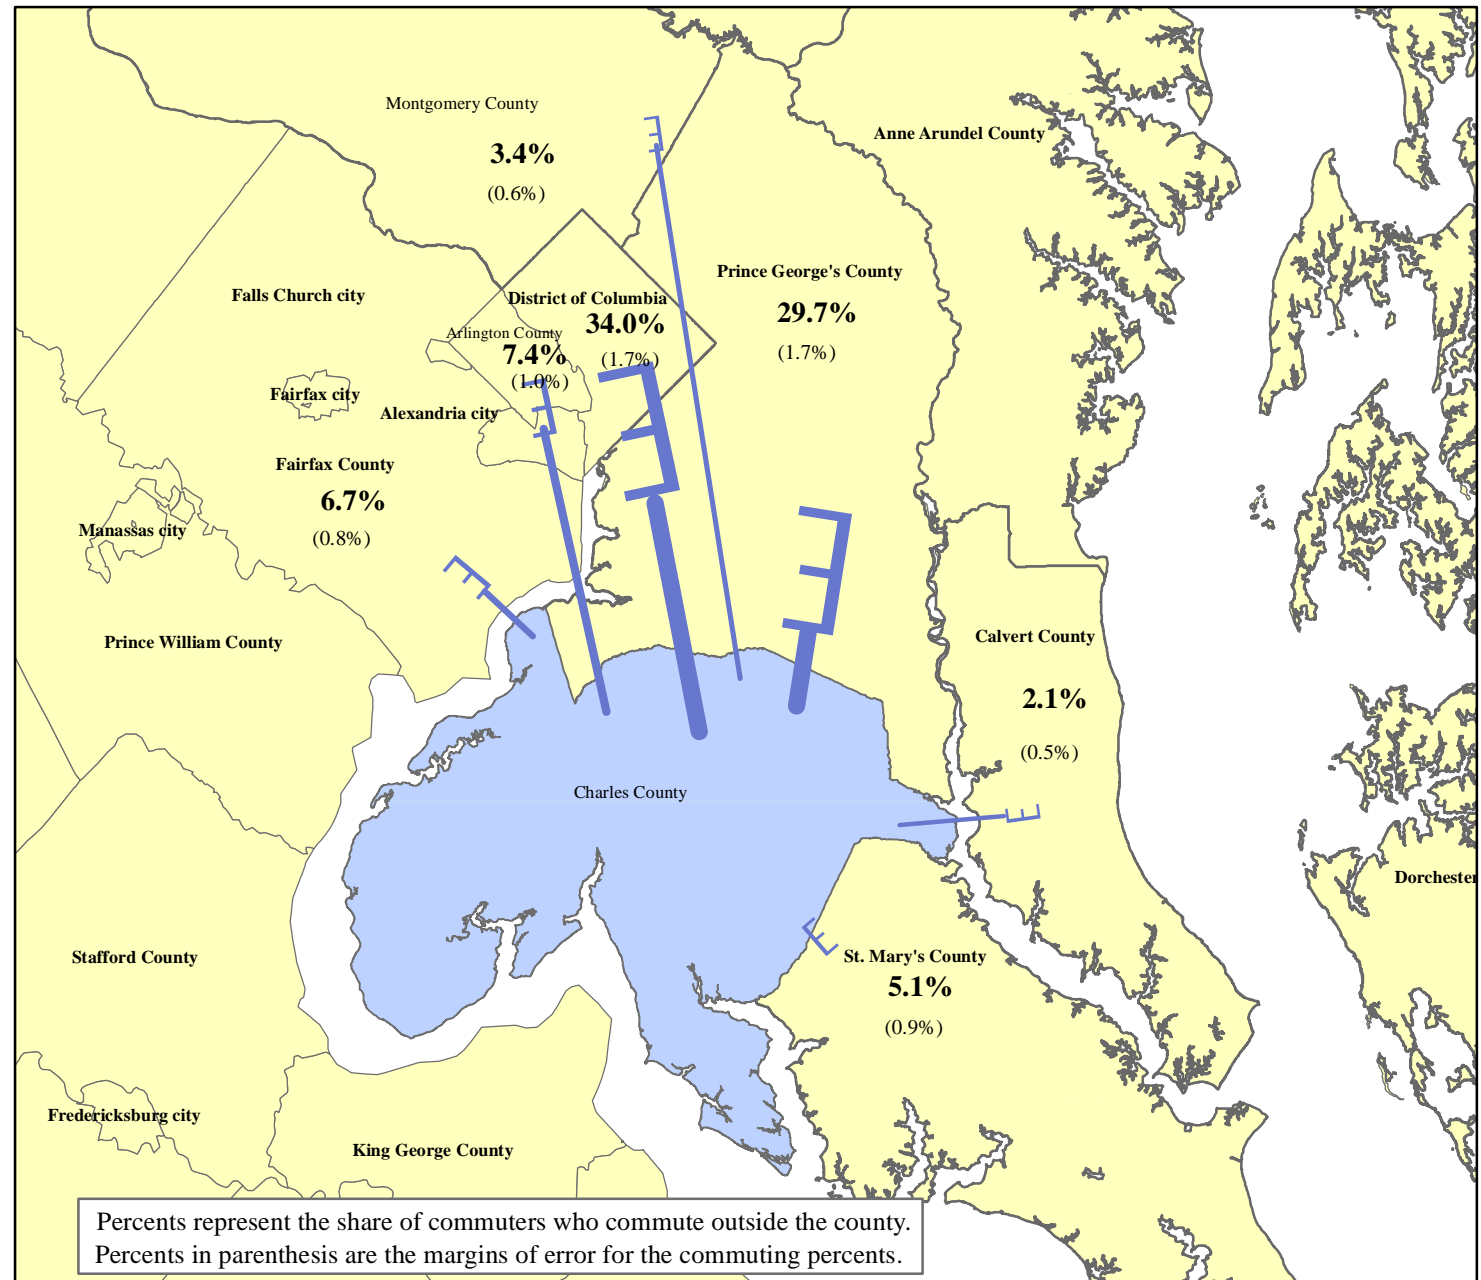 Montgomery County
3.4%
(0.6%)
Anne Arundel County
Prince George's County
29.7%
(1.7%)
Falls Church city
District of Columbia
34.0%
(1.7%)
Arlington County
7.4%
(1.0%)
Fairfax city
Alexandria city
Fairfax County
6.7%
(0.8%)
Manassas city
Prince William County
Calvert County
2.1%
(0.5%)
Charles County
Dorchester
Stafford County
St. Mary's County
5.1%
(0.9%)
Fredericksburg city
King George County
Percents represent the share of commuters who commute outside the county.
Percents in parenthesis are the margins of error for the commuting percents.